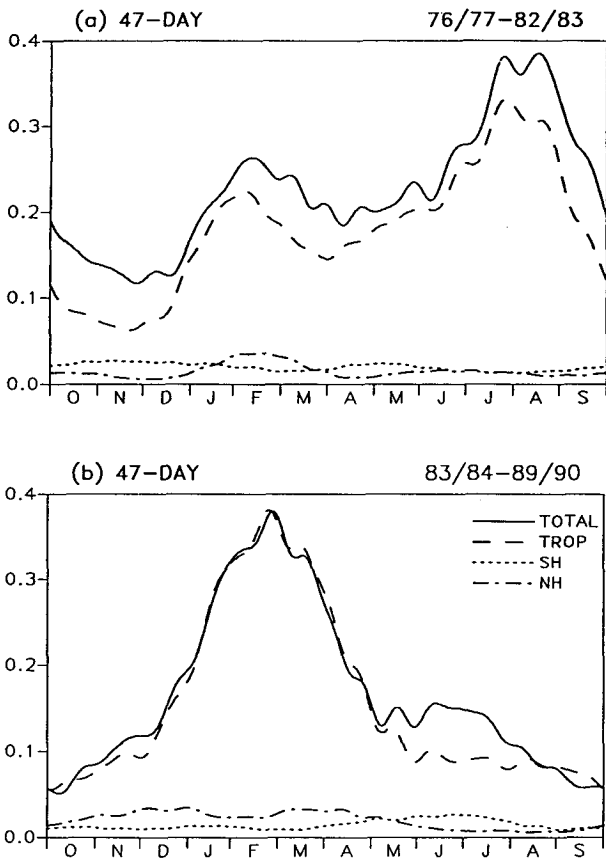 (a) 47-DAY 76/77-82/83
0.4
0.3
0.2
0.1
0.0
O N D J F M A M J J A S
(b) 47-DAY 83/84-89/90
0.4
TOTAL
TROP
SH
NH
0.3
0.2
0.1
0.0
O N D J F M A M J J A S